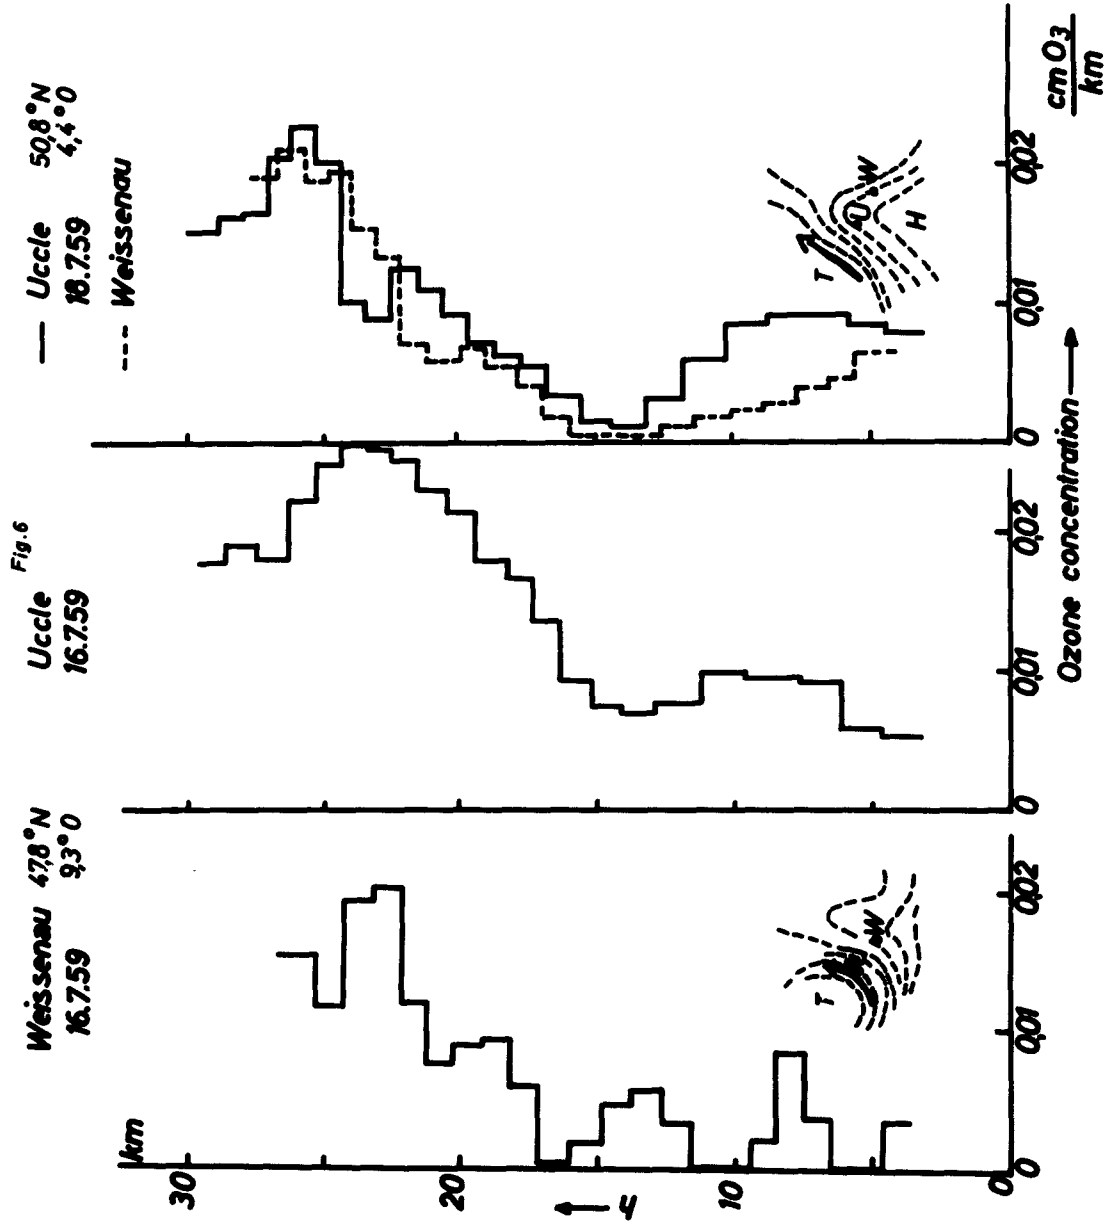 Fig. 6
Weissenau 47,8°N
16.7.59 9,3°O
Uccle
16.7.59
— Uccle 50,8°N
18.7.59 4,4°O
--- Weissenau
km
30
20
10
0
h
T
W
T
U
W
H
0 0,01 0,02
0 0,01 0,02
0 0,01 0,02
Ozone concentration →
cm O3
km